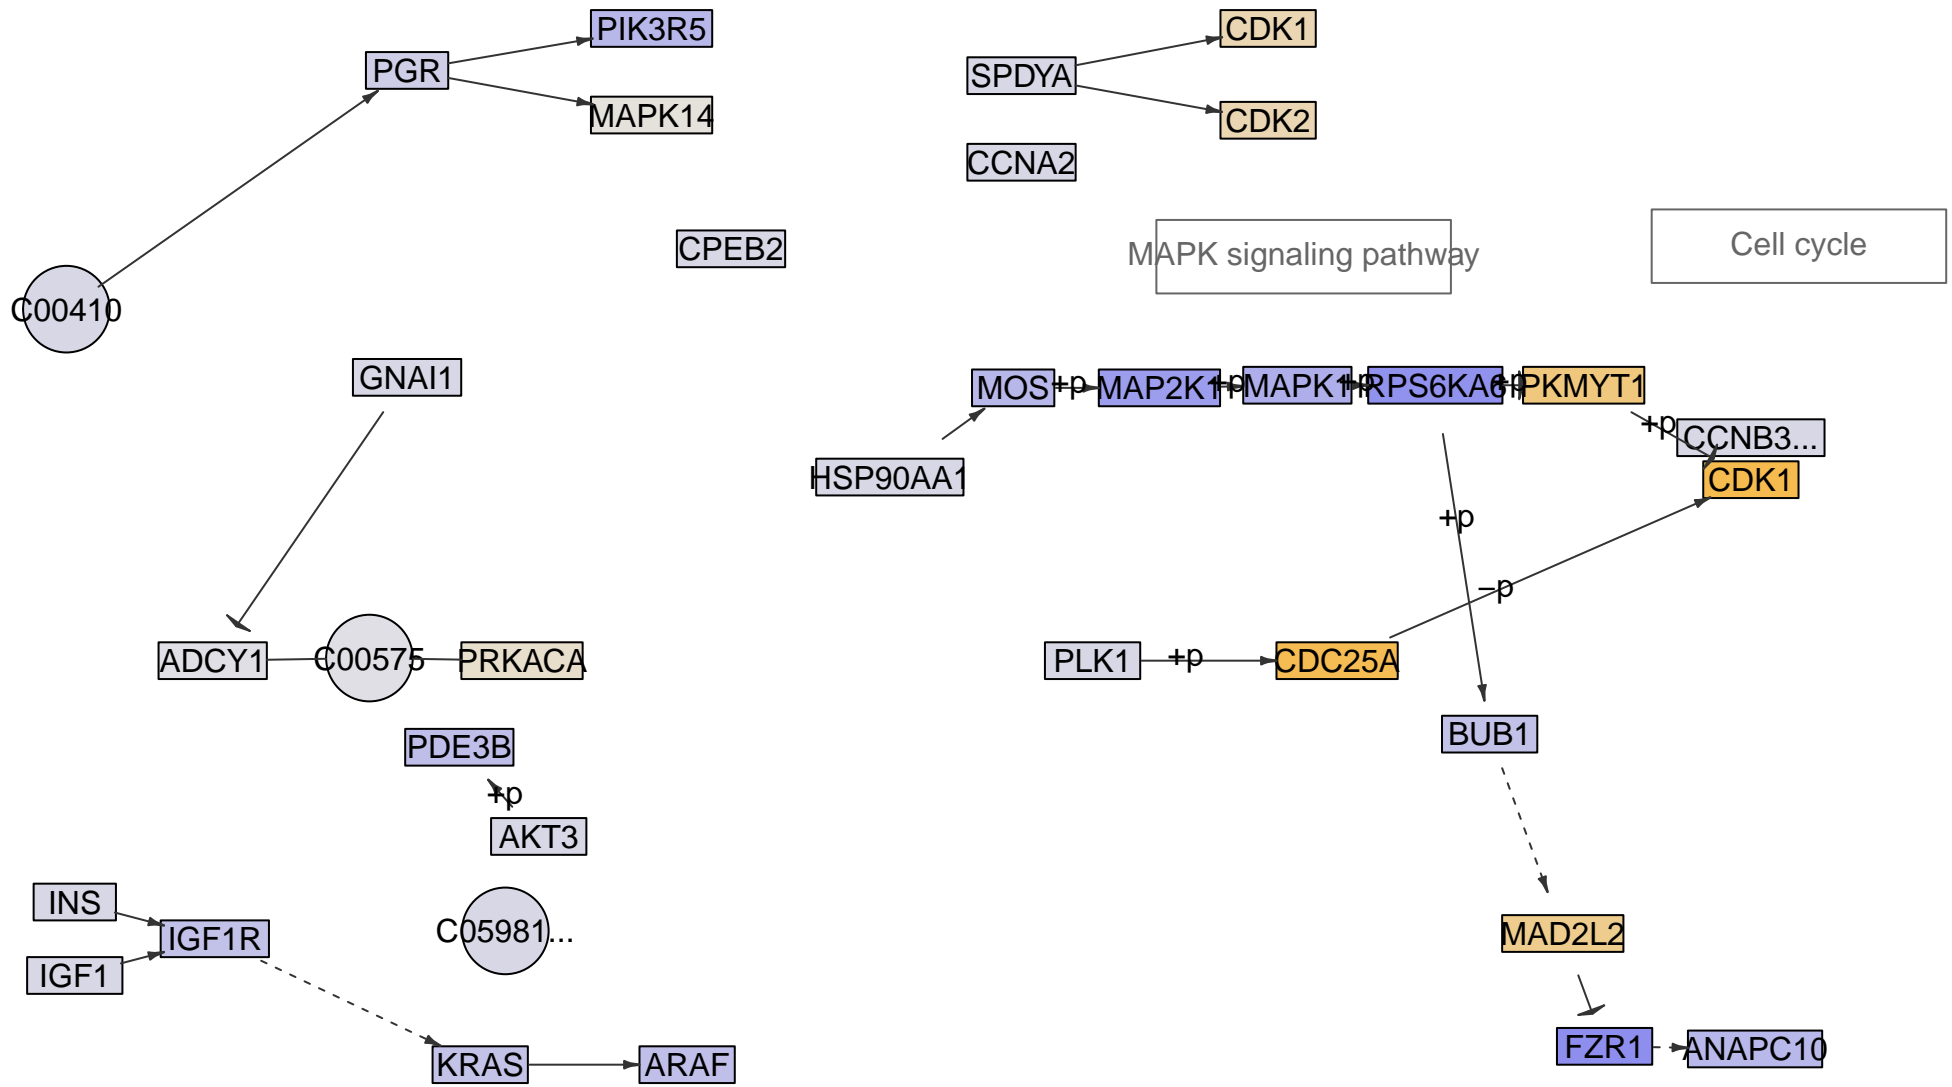 PIK3R5
CDK1
PGR
SPDYA
MAPK14
CDK2
CCNA2
CPEB2
MAPK signaling pathway
Cell cycle
C00410
GNAI1
MOS
+p
MAP2K1
+p
MAPK1
+p
RPS6KA6
+p
PKMYT1
+p
CCNB3...
HSP90AA1
CDK1
+p
–p
ADCY1
C00575
PRKACA
PLK1
+p
CDC25A
PDE3B
BUB1
+p
AKT3
INS
IGF1R
C05981...
MAD2L2
IGF1
KRAS
ARAF
FZR1
ANAPC10